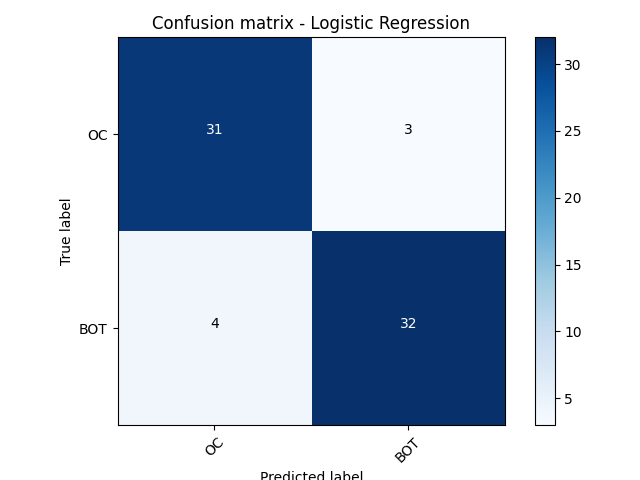 Confusion matrix - Logistic Regression
True label
OC
BOT
31
3
4
32
OC
BOT
Predicted label
30
25
20
15
10
5